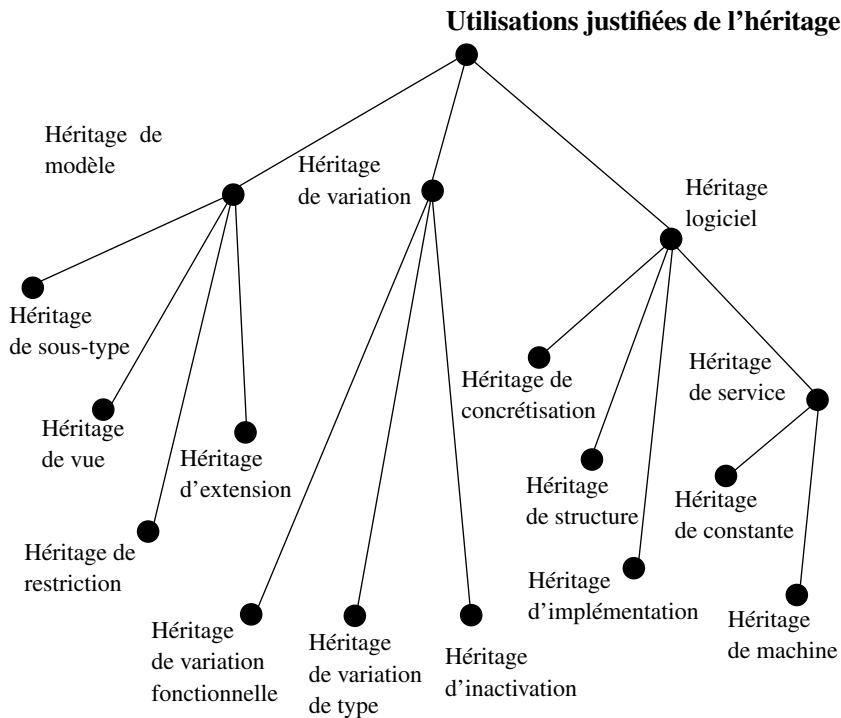 Utilisations justifiées de l’héritage
Héritage de
modèle
Héritage
de variation
Héritage
logiciel
Héritage
de sous-type
Héritage
de vue
Héritage
d’extension
Héritage de
restriction
Héritage
de variation
fonctionnelle
Héritage
de variation
de type
Héritage
d’inactivation
Héritage de
concrétisation
Héritage
de service
Héritage
de structure
Héritage
de constante
Héritage
d’implémentation
Héritage
de machine